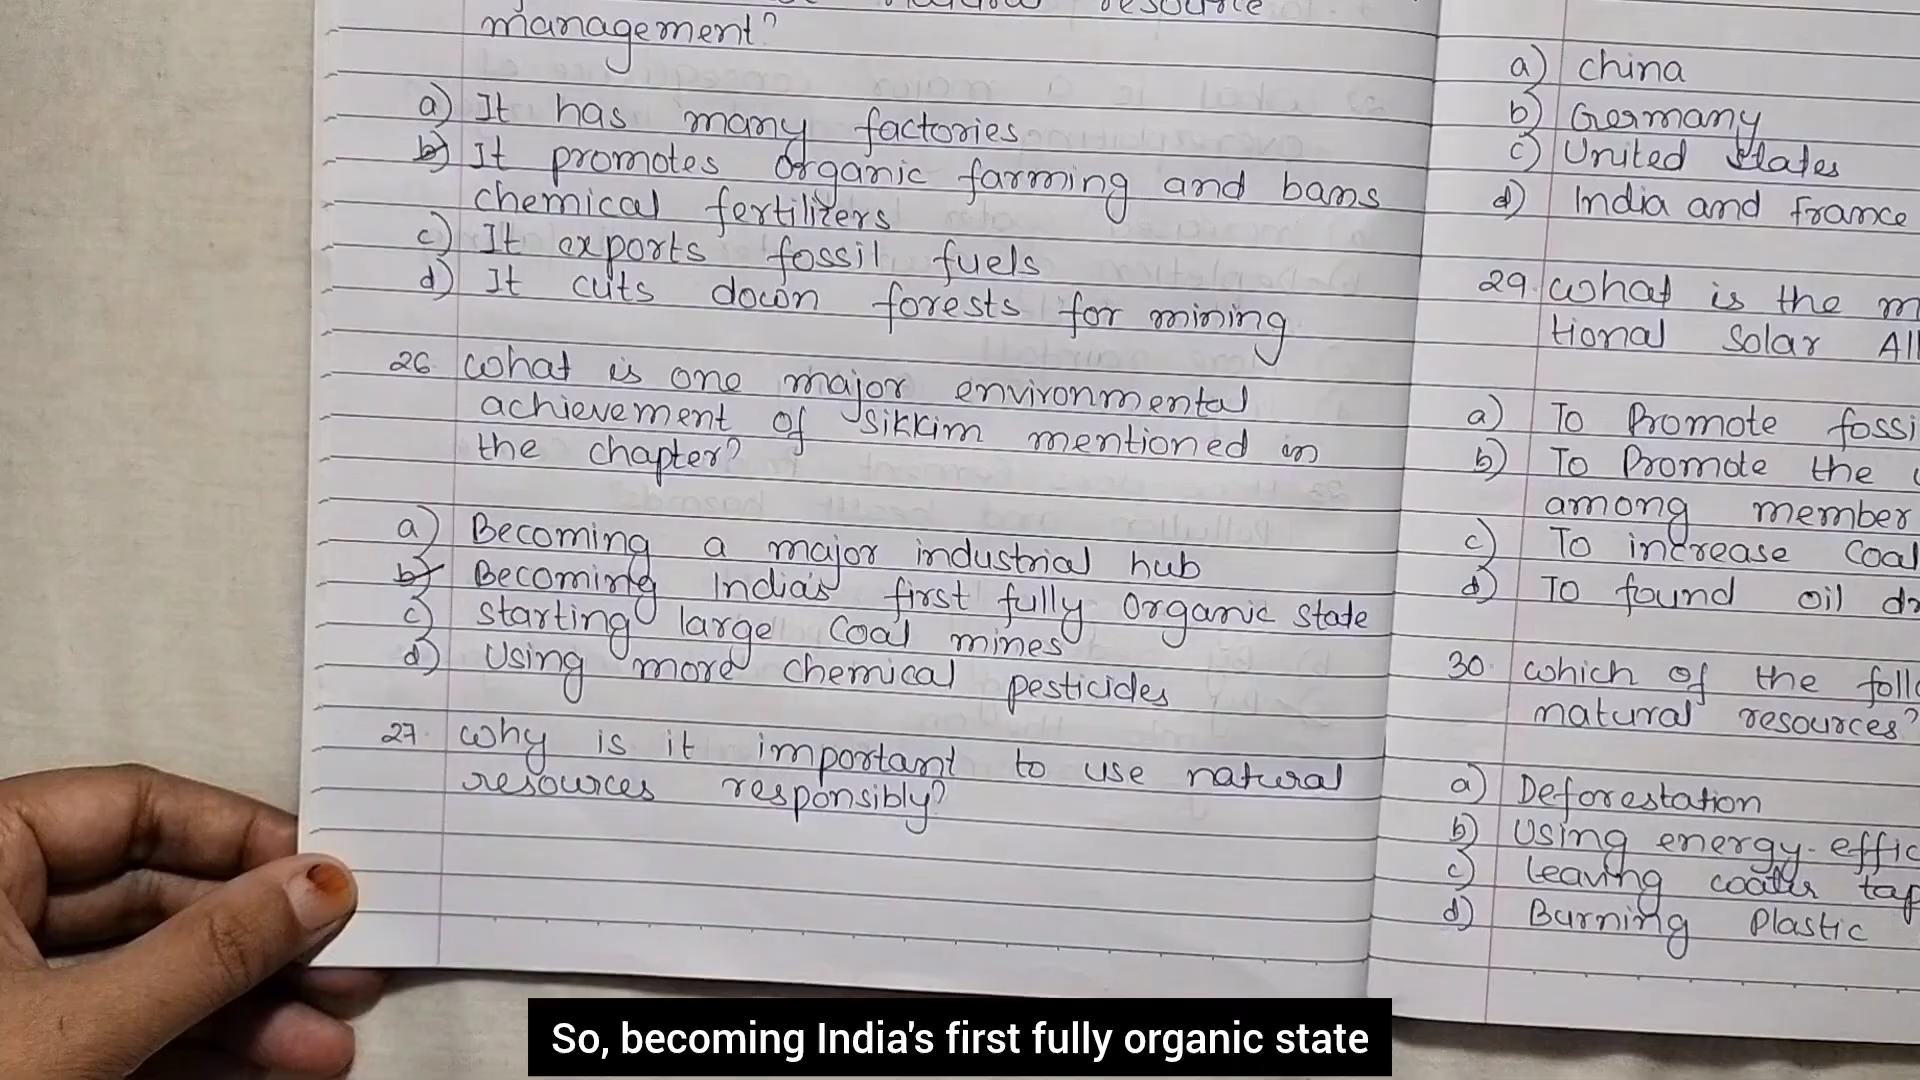 resource
management?
a) It has many factories
b) It promotes organic farming and bans
chemical fertilizers
c) It exports fossil fuels
d) It cuts down forests for mining
26. What is one major environmental
achievement of Sikkim mentioned in
the chapter?
a) Becoming a major industrial hub
b) Becoming India's first fully organic state
c) starting large coal mines
d) Using more chemical pesticides
27. Why is it important to use natural
resources responsibly?
a) China
b) Germany
c) United States
d) India and France
29. What is the
tional Solar
a) To Promote
b) To Promote the
among member
c) To increase coal
d) To found oil
30. which of the
natural resources?
a) Deforestation
b) Using energy-
c) leaving
d) Burning Plastic
So, becoming India's first fully organic state